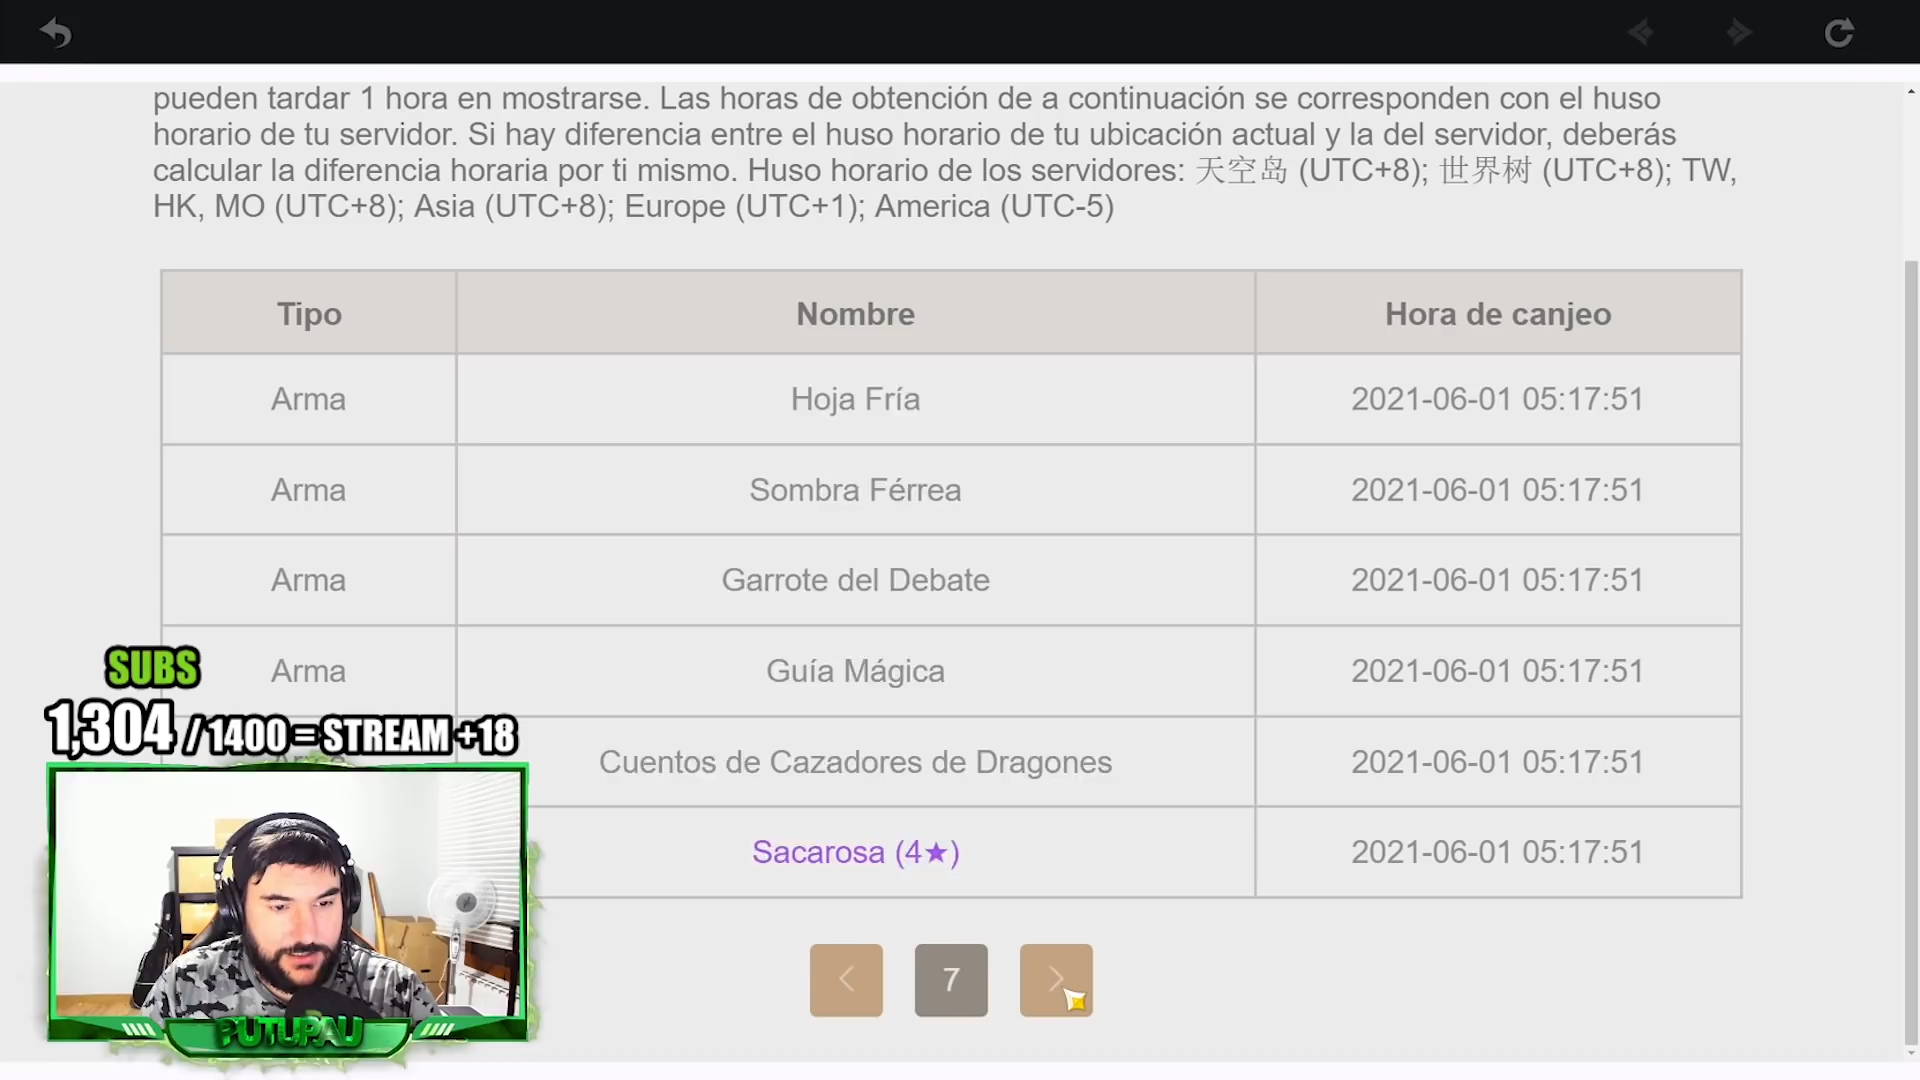 pueden tardar 1 hora en mostrarse. Las horas de obtención de a continuación se corresponden con el huso
horario de tu servidor. Si hay diferencia entre el huso horario de tu ubicación actual y la del servidor, deberás
calcular la diferencia horaria por ti mismo. Huso horario de los servidores: 天空岛 (UTC+8); 世界树 (UTC+8); TW,
HK, MO (UTC+8); Asia (UTC+8); Europe (UTC+1); America (UTC-5)
Tipo Nombre Hora de canjeo
Arma Hoja Fría 2021-06-01 05:17:51
Arma Sombra Férrea 2021-06-01 05:17:51
Arma Garrote del Debate 2021-06-01 05:17:51
Arma Guía Mágica 2021-06-01 05:17:51
Cuentos de Cazadores de Dragones 2021-06-01 05:17:51
Sacarosa (4★) 2021-06-01 05:17:51
7
SUBS
1,304 / 1400 = STREAM +18
PUTUPAU